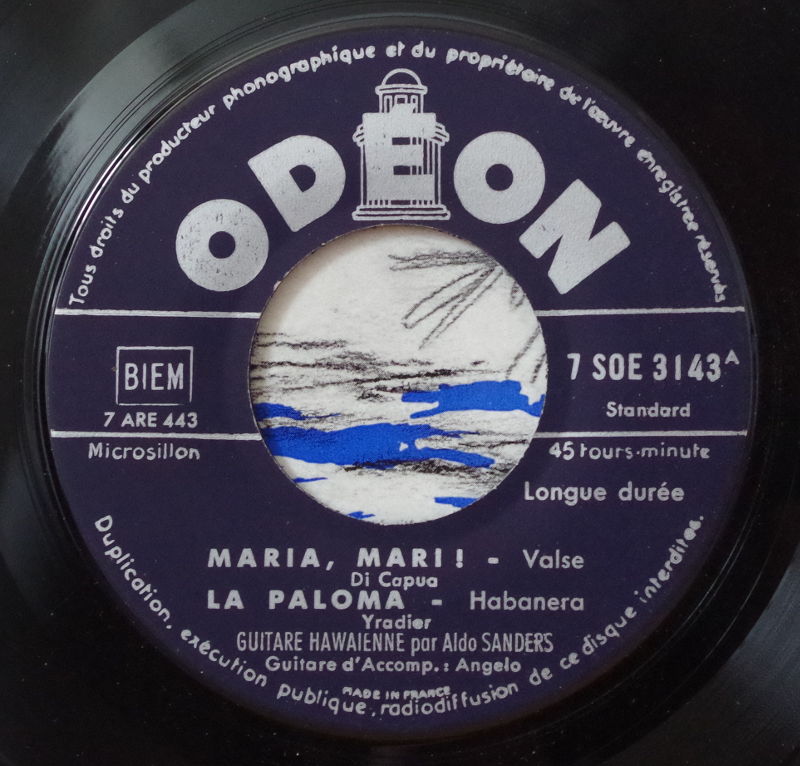 Tous droits du producteur phonographique et du propriétaire de l'œuvre enregistrée réservés
ODEON
BIEM
7 ARE 443
7 SOE 3143 A
Standard
Microsillon
45 tours-minute
Longue durée
MARIA, MARI! - Valse
Di Capua
LA PALOMA - Habanera
Yradier
GUITARE HAWAIENNE par Aldo SANDERS
Guitare d'Accomp.: Angelo
MADE IN FRANCE
Duplication, exécution publique, radiodiffusion de ce disque interdites.